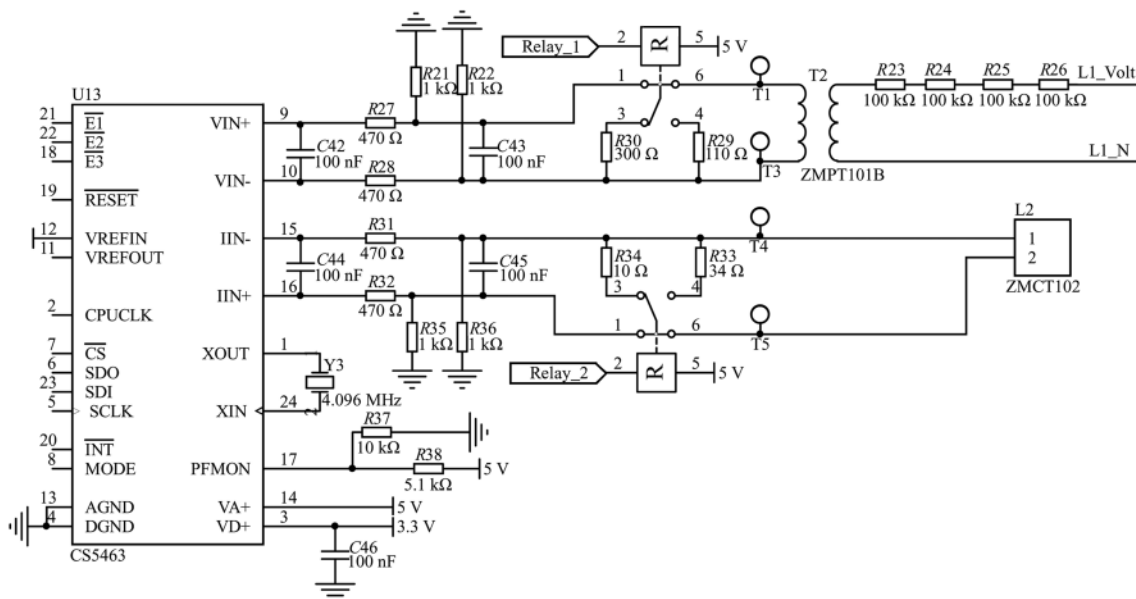 Relay_1
2
R
5
5 V
R21
1 kΩ
R22
1 kΩ
1
6
T1
T2
R23
100 kΩ
R24
100 kΩ
R25
100 kΩ
R26
100 kΩ
L1_Volt
U13
21
E1
22
E2
18
E3
VIN+
9
R27
470 Ω
C42
100 nF
C43
100 nF
3
4
R30
300 Ω
R29
110 Ω
T3
ZMPT101B
L1_N
VIN-
10
R28
470 Ω
19
RESET
12
VREFIN
11
VREFOUT
IIN-
15
R31
470 Ω
T4
L2
1
2
ZMCT102
C44
100 nF
C45
100 nF
R34
10 Ω
R33
34 Ω
3
4
IIN+
16
R32
470 Ω
2
CPUCLK
R35
1 kΩ
R36
1 kΩ
1
6
T5
7
CS
6
SDO
23
SDI
5
SCLK
XOUT
1
Y3
4.096 MHz
2
XIN
24
Relay_2
2
R
5
5 V
20
INT
8
MODE
R37
10 kΩ
PFMON
17
R38
5.1 kΩ
5 V
13
AGND
4
DGND
VA+
14
5 V
VD+
3
3.3 V
C46
100 nF
CS5463